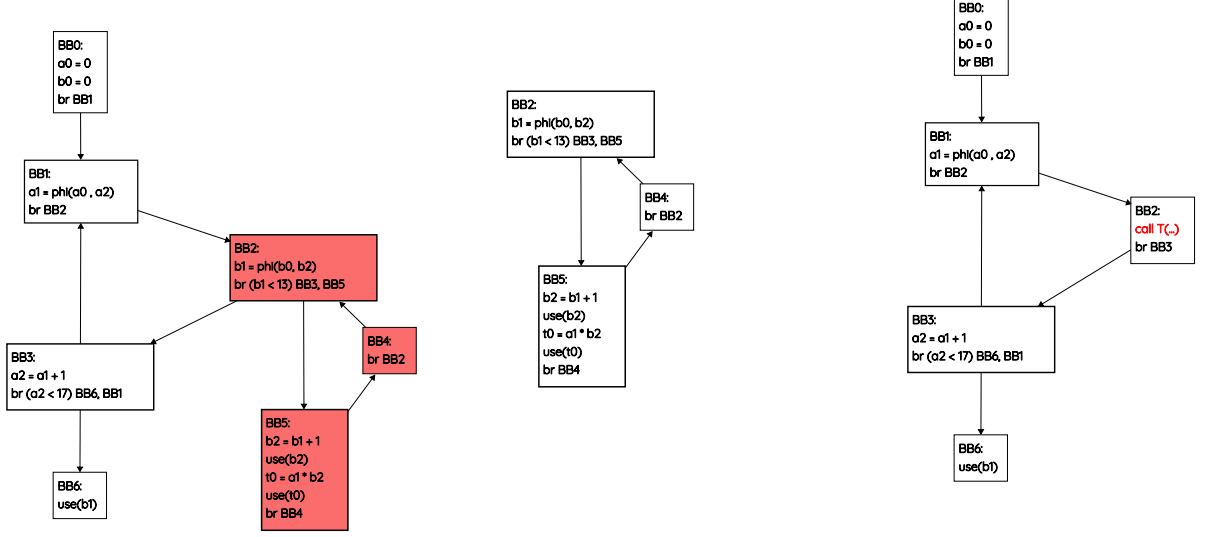 BB0:
a0 = 0
b0 = 0
br BB1
BB1:
a1 = phi(a0 , a2)
br BB2
BB2:
b1 = phi(b0, b2)
br (b1 < 13) BB3, BB5
BB4:
br BB2
BB3:
a2 = a1 + 1
br (a2 < 17) BB6, BB1
BB5:
b2 = b1 + 1
use(b2)
t0 = a1 * b2
use(t0)
br BB4
BB6:
use(b1)
BB2:
b1 = phi(b0, b2)
br (b1 < 13) BB3, BB5
BB4:
br BB2
BB5:
b2 = b1 + 1
use(b2)
t0 = a1 * b2
use(t0)
br BB4
BB0:
a0 = 0
b0 = 0
br BB1
BB1:
a1 = phi(a0 , a2)
br BB2
BB2:
call T(...)
br BB3
BB3:
a2 = a1 + 1
br (a2 < 17) BB6, BB1
BB6:
use(b1)